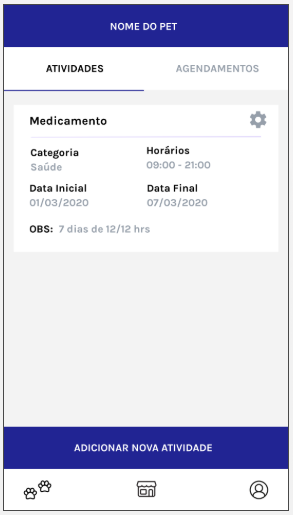 NOME DO PET
ATIVIDADES AGENDAMENTOS
Medicamento
Categoria Horários
Saúde 09:00 - 21:00
Data Inicial Data Final
01/03/2020 07/03/2020
OBS: 7 dias de 12/12 hrs
ADICIONAR NOVA ATIVIDADE